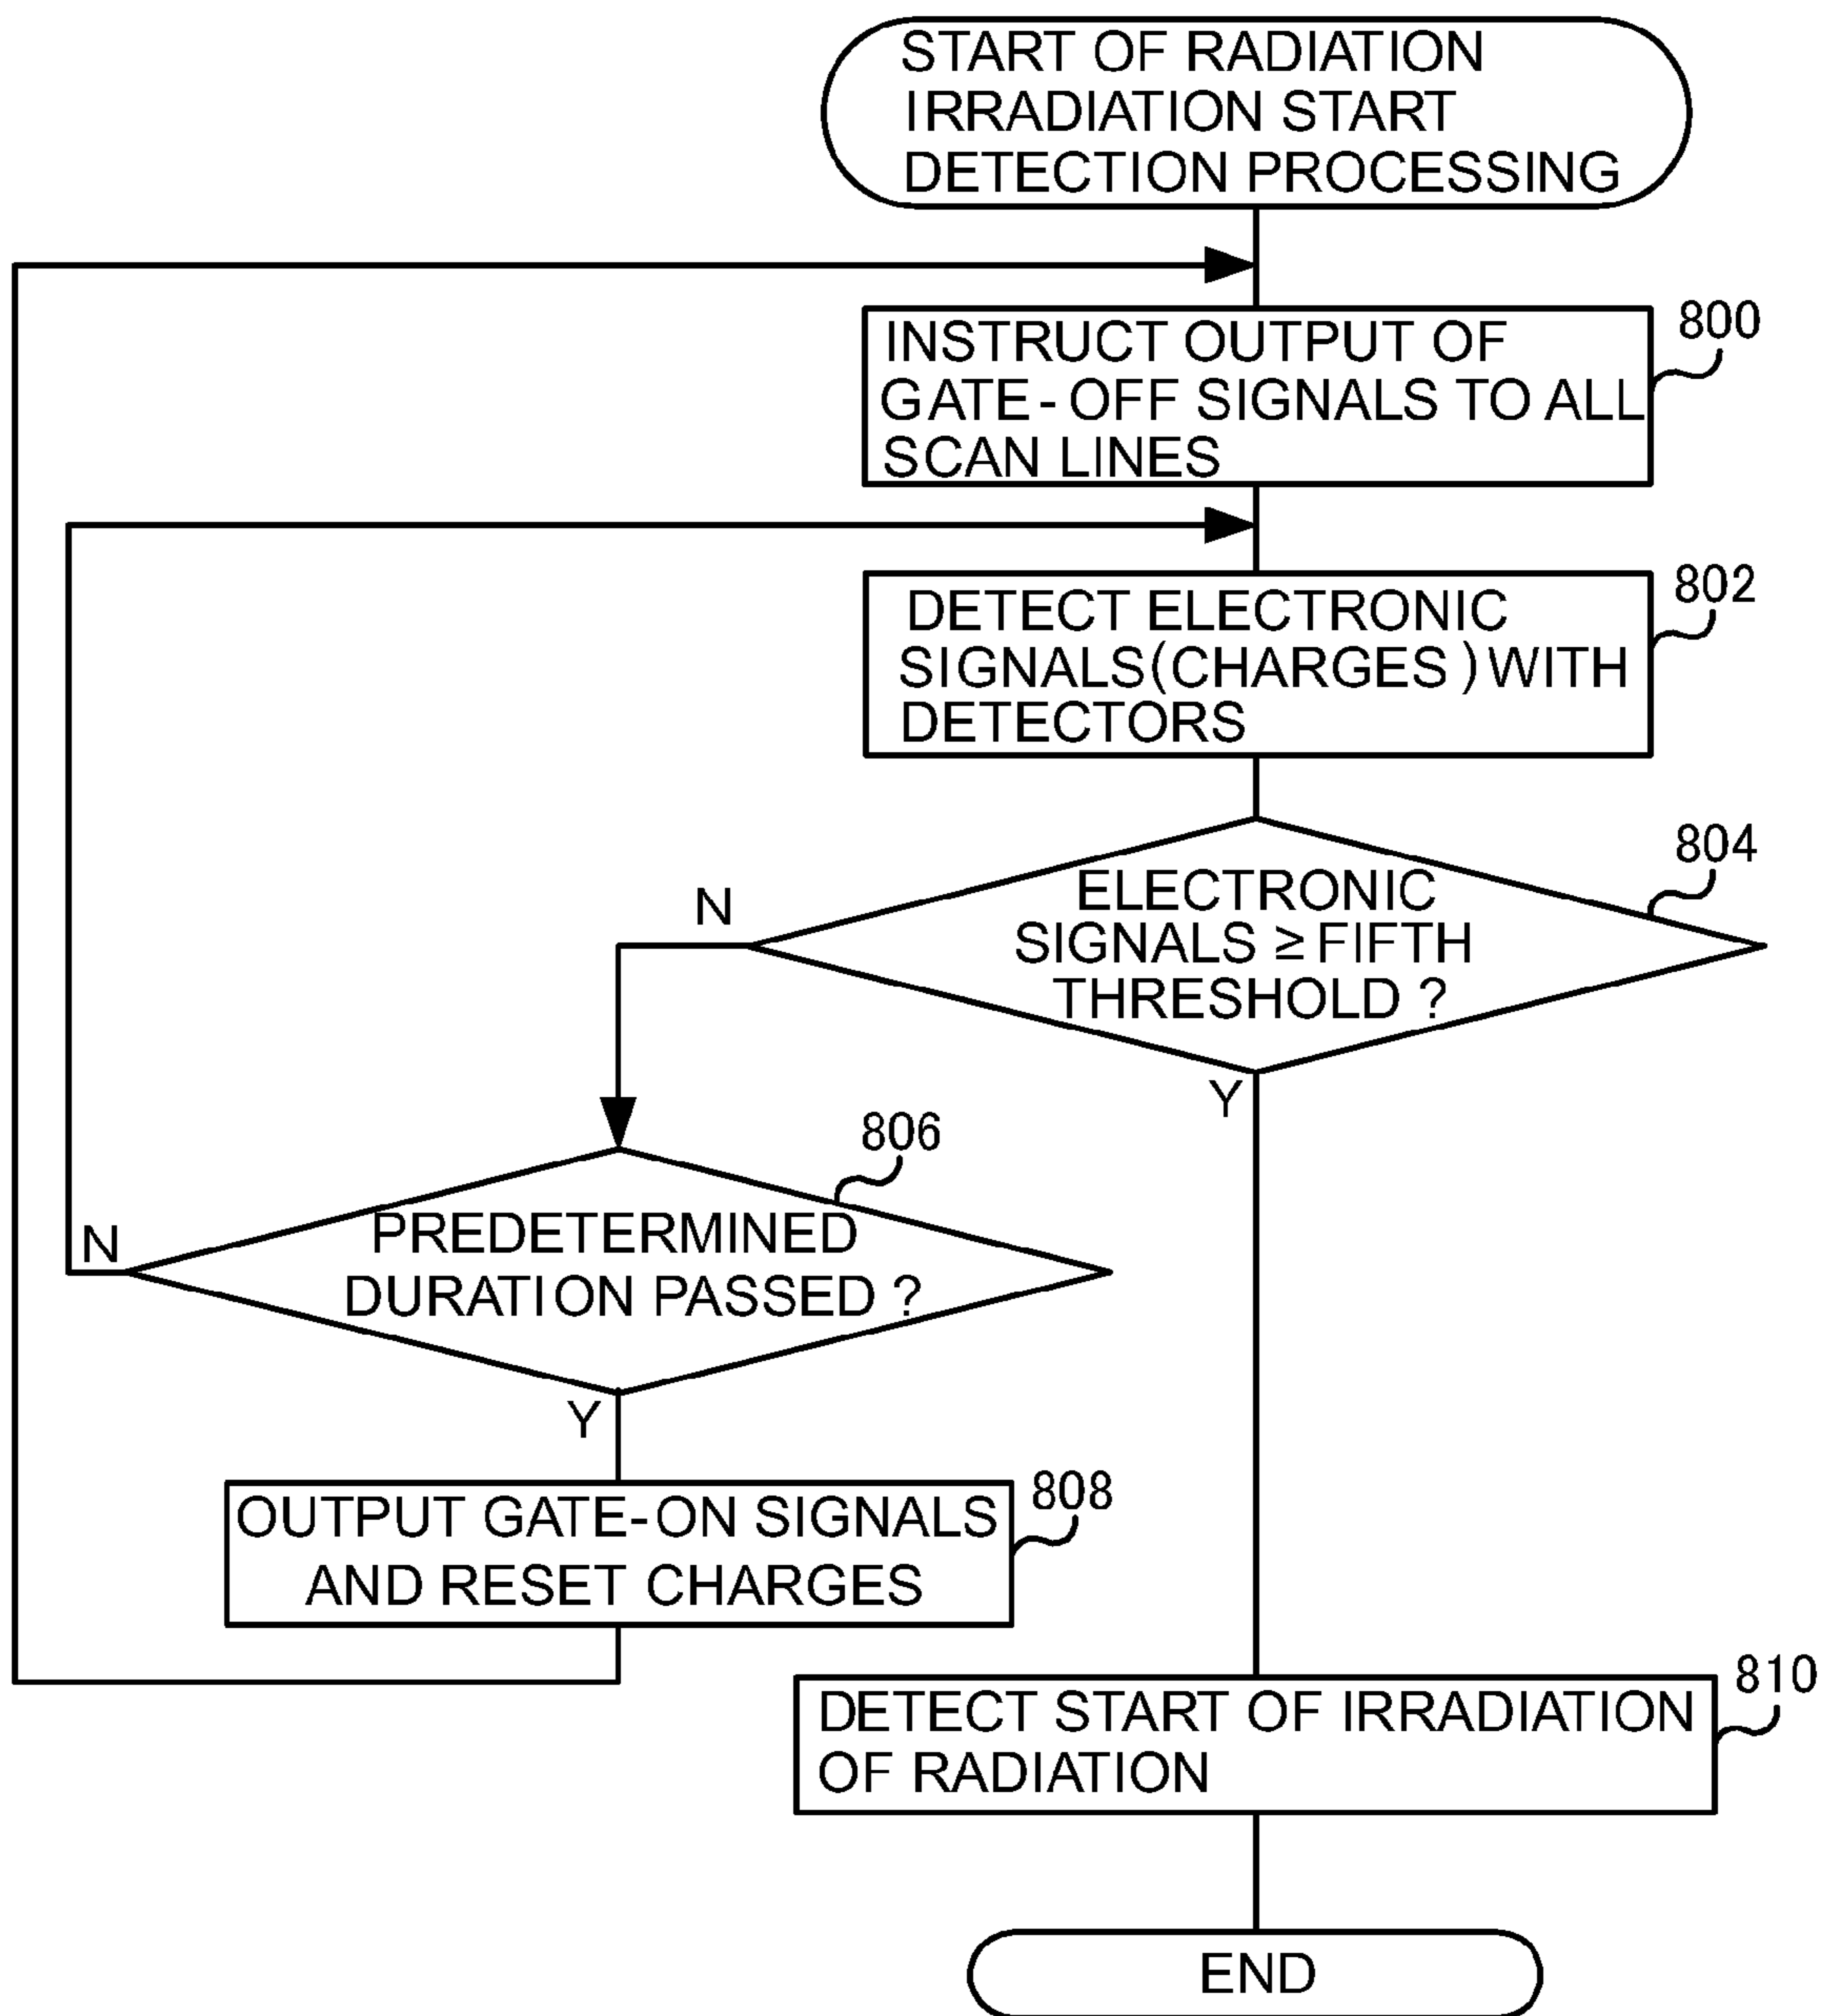 START OF RADIATION
IRRADIATION START
DETECTION PROCESSING
800
INSTRUCT OUTPUT OF
GATE-OFF SIGNALS TO ALL
SCAN LINES
802
DETECT ELECTRONIC
SIGNALS(CHARGES) WITH
DETECTORS
804
ELECTRONIC
SIGNALS ≥ FIFTH
THRESHOLD ?
N
Y
806
PREDETERMINED
DURATION PASSED ?
N
Y
808
OUTPUT GATE-ON SIGNALS
AND RESET CHARGES
810
DETECT START OF IRRADIATION
OF RADIATION
END